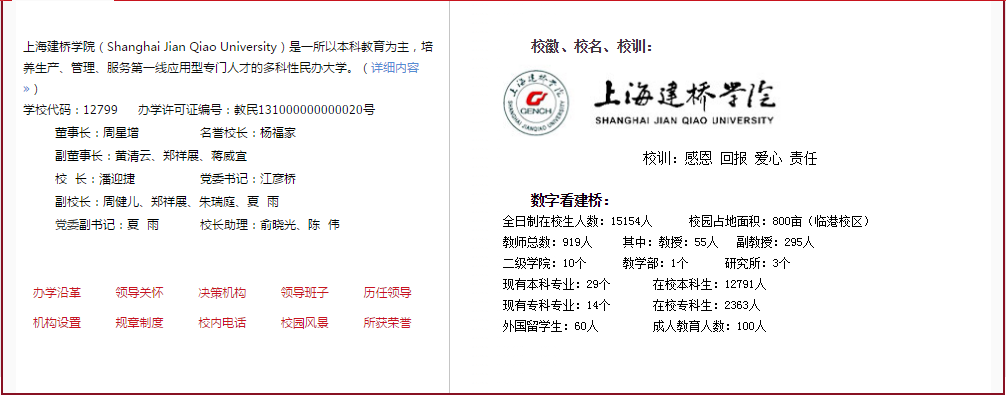 上海建桥学院（Shanghai Jian Qiao University）是一所以本科教育为主，培
养生产、管理、服务第一线应用型专门人才的多科性民办大学。（详细内容
»）
学校代码：12799 办学许可证编号：教民131000000000020号
董事长：周星增 名誉校长：杨福家
副董事长：黄清云、郑祥展、蒋威宜
校 长：潘迎捷 党委书记：江彦桥
副校长：周健儿、郑祥展、朱瑞庭、夏 雨
党委副书记：夏 雨 校长助理：俞晓光、陈 伟
办学沿革 领导关怀 决策机构 领导班子 历任领导
机构设置 规章制度 校内电话 校园风景 所获荣誉
校徽、校名、校训：
上海建桥学院
GENCH
SHANGHAI JIANQIAO UNIVERSITY
上海建桥学院
SHANGHAI JIAN QIAO UNIVERSITY
校训：感恩 回报 爱心 责任
数字看建桥：
全日制在校生人数：15154人 校园占地面积：800亩（临港校区）
教师总数：919人 其中：教授：55人 副教授：295人
二级学院：10个 教学部：1个 研究所：3个
现有本科专业：29个 在校本科生：12791人
现有专科专业：14个 在校专科生：2363人
外国留学生：60人 成人教育人数：100人